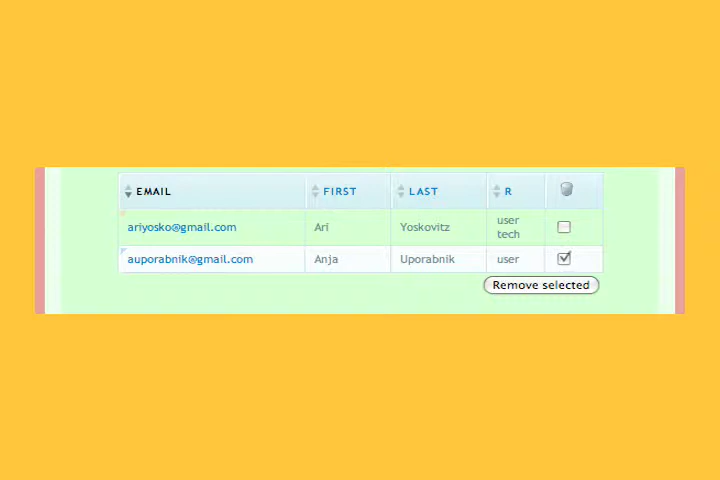 EMAIL FIRST LAST R
ariyosko@gmail.com Ari Yoskovitz user
tech
auporabnik@gmail.com Anja Uporabnik user
Remove selected